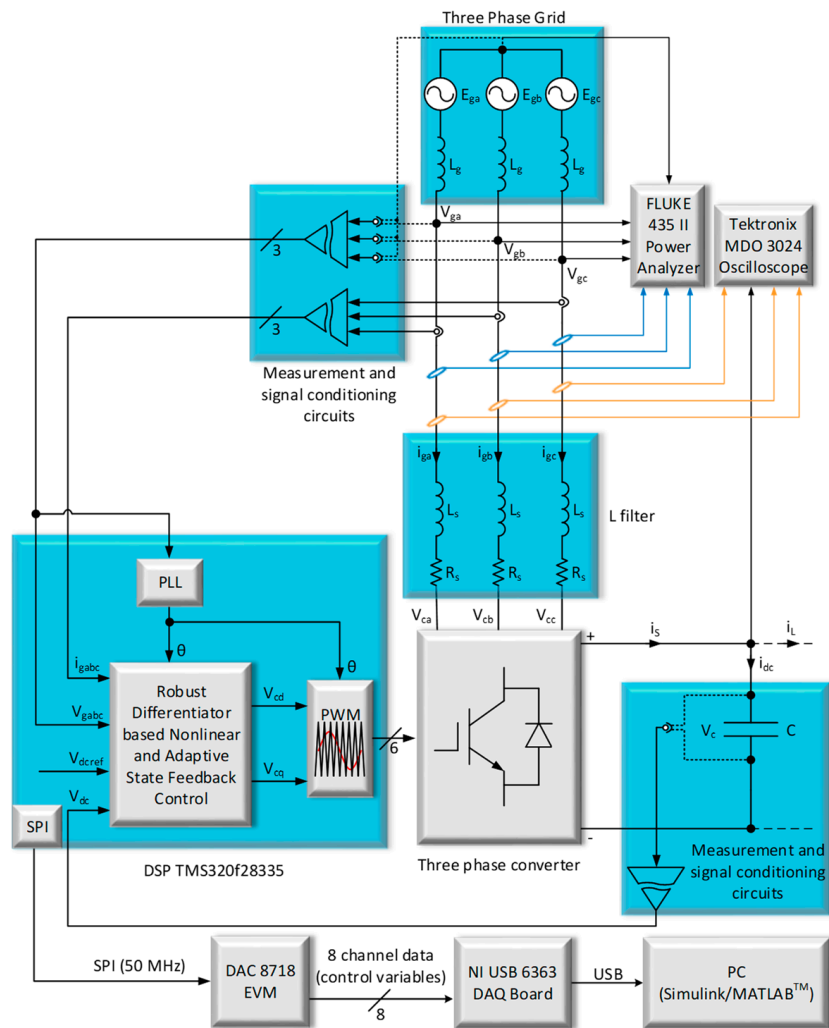 Three Phase Grid
Ega
Egb
Egc
Lg
Lg
Lg
Vga
Vgb
Vgc
FLUKE
435 II
Power
Analyzer
Tektronix
MDO 3024
Oscilloscope
3
3
Measurement and
signal conditioning
circuits
iga
igb
igc
Ls
Ls
Ls
L filter
Rs
Rs
Rs
Vca
Vcb
Vcc
PLL
θ
θ
igabc
Vgabc
Vdcref
Vdc
Robust
Differentiator
based Nonlinear
and Adaptive
State Feedback
Control
Vcd
Vcq
PWM
6
SPI
DSP TMS320f28335
+
-
Three phase converter
is
iL
idc
Vc
C
Measurement and
signal conditioning
circuits
SPI (50 MHz)
DAC 8718
EVM
8 channel data
(control variables)
8
NI USB 6363
DAQ Board
USB
PC
(Simulink/MATLAB™)